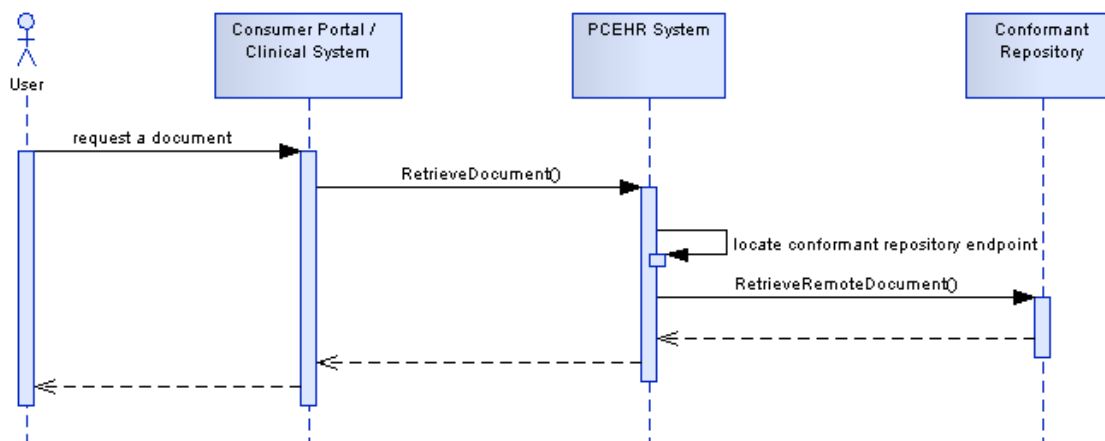 Consumer Portal /
Clinical System
PCEHR System
Conformant
Repository
User
request a document
RetrieveDocument()
locate conformant repository endpoint
RetrieveRemoteDocument()